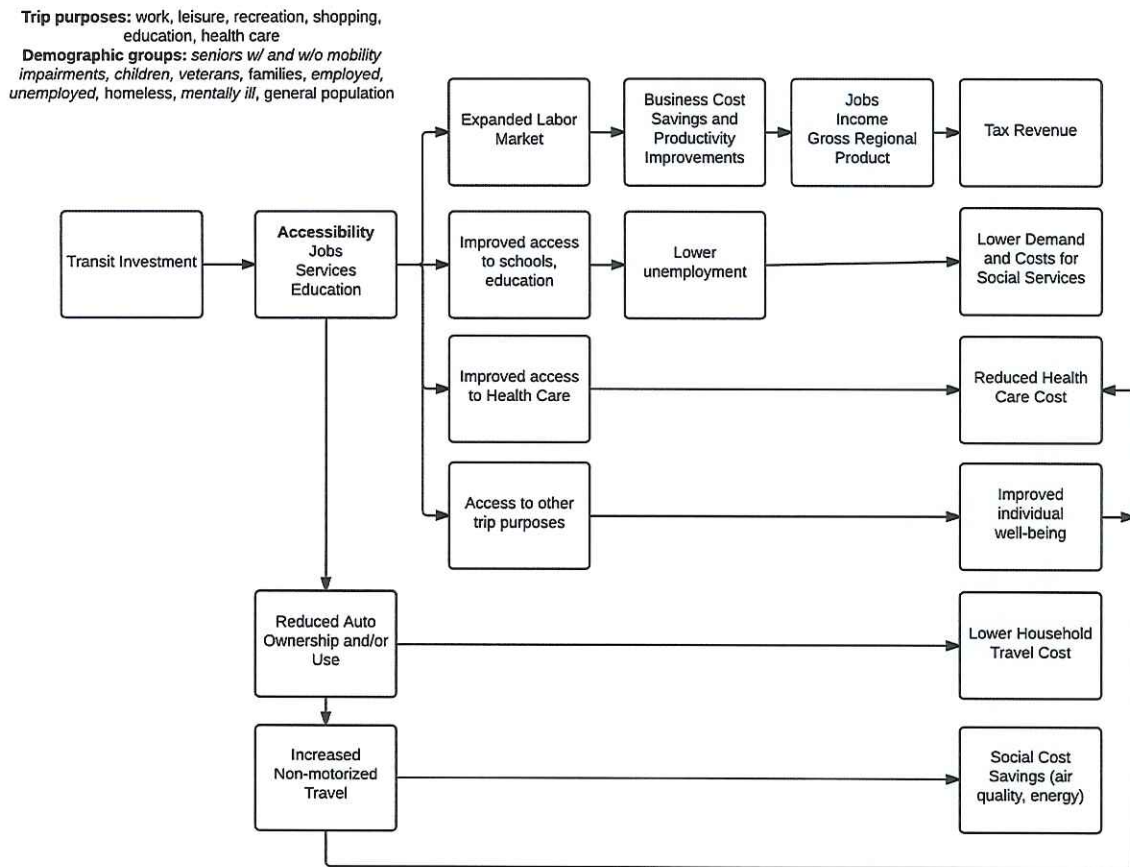 Trip purposes: work, leisure, recreation, shopping,
education, health care
Demographic groups: seniors w/ and w/o mobility
impairments, children, veterans, families, employed,
unemployed, homeless, mentally ill, general population
Expanded Labor
Market
Business Cost
Savings and
Productivity
Improvements
Jobs
Income
Gross Regional
Product
Tax Revenue
Transit Investment
Accessibility
Jobs
Services
Education
Improved access
to schools,
education
Lower
unemployment
Lower Demand
and Costs for
Social Services
Improved access
to Health Care
Reduced Health
Care Cost
Access to other
trip purposes
Improved
individual
well-being
Reduced Auto
Ownership and/or
Use
Lower Household
Travel Cost
Increased
Non-motorized
Travel
Social Cost
Savings (air
quality, energy)